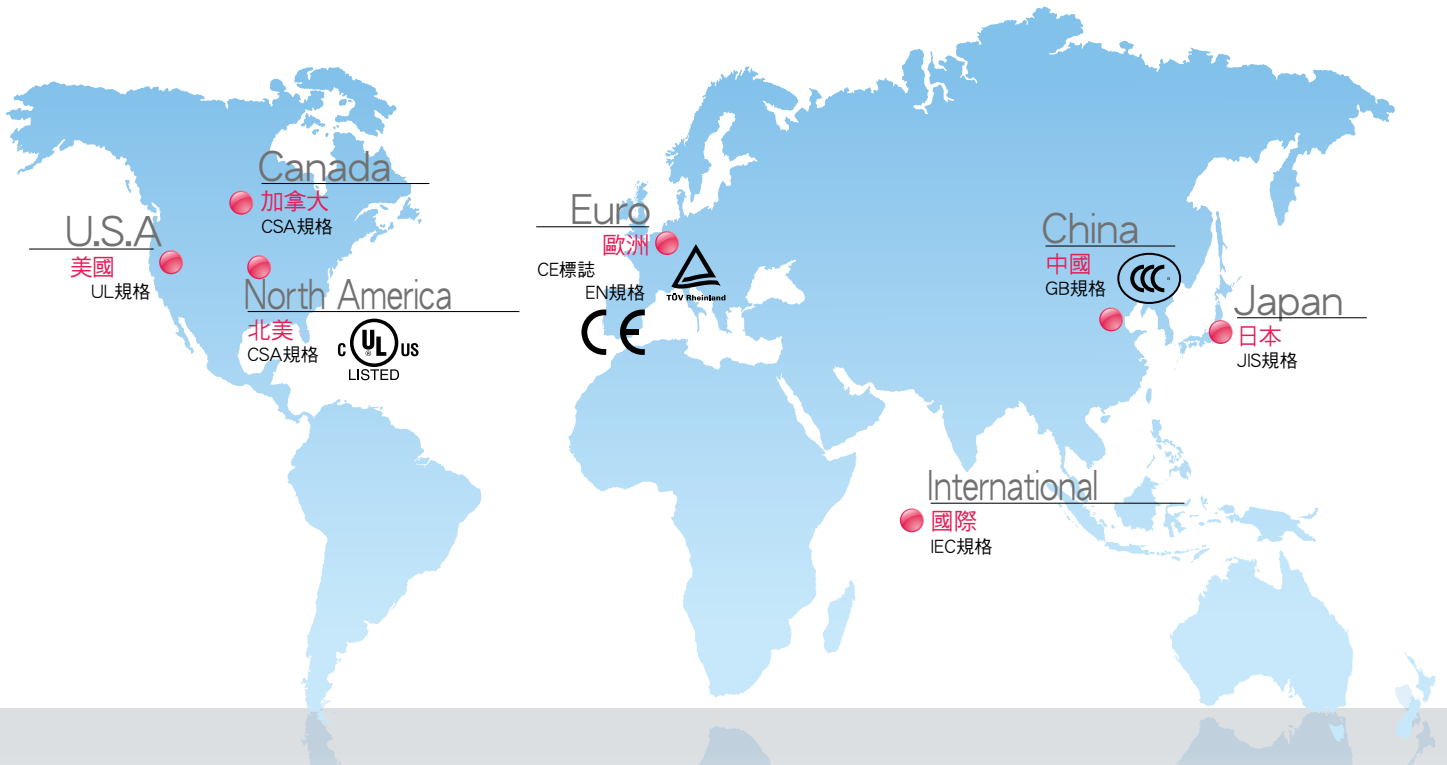 Canada
加拿大
CSA規格
U.S.A
美國
UL規格
North America
北美
CSA規格
C UL US
®
LISTED
Euro
歐洲
CE標誌
EN規格
TÜV Rheinland
CE
China
中國
GB規格
CCC
Japan
日本
JIS規格
International
國際
IEC規格